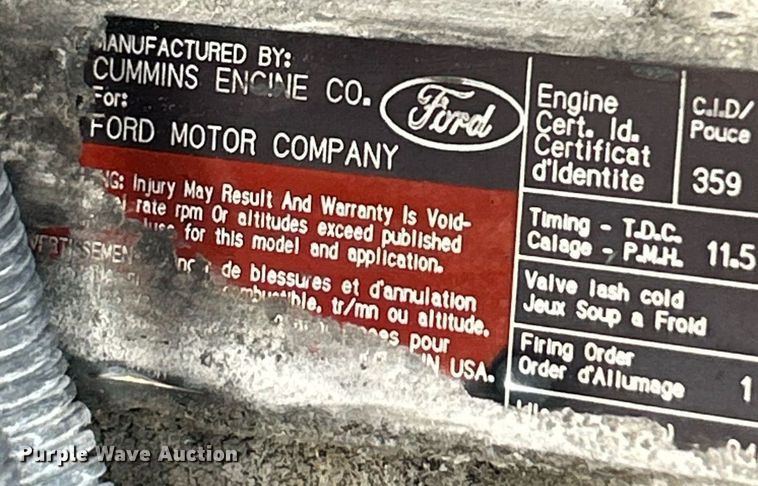 MANUFACTURED BY:
CUMMINS ENGINE CO.
For:
FORD MOTOR COMPANY
Ford
Injury May Result And Warranty Is Void-
rate rpm Or altitudes exceed published
for this model and application.
de blessures et d'annulation
tr/mn ou altitude.
pour
IN USA.
Engine
Cert. Id.
Certificat
d'Identite
C.I.D/
Pouce
359
Timing - T.D.C.
Calage - P.M.H.
11.5
Valve lash cold
Jeux Soup a Froid
Firing Order
Order d'Allumage
1
Purple Wave Auction